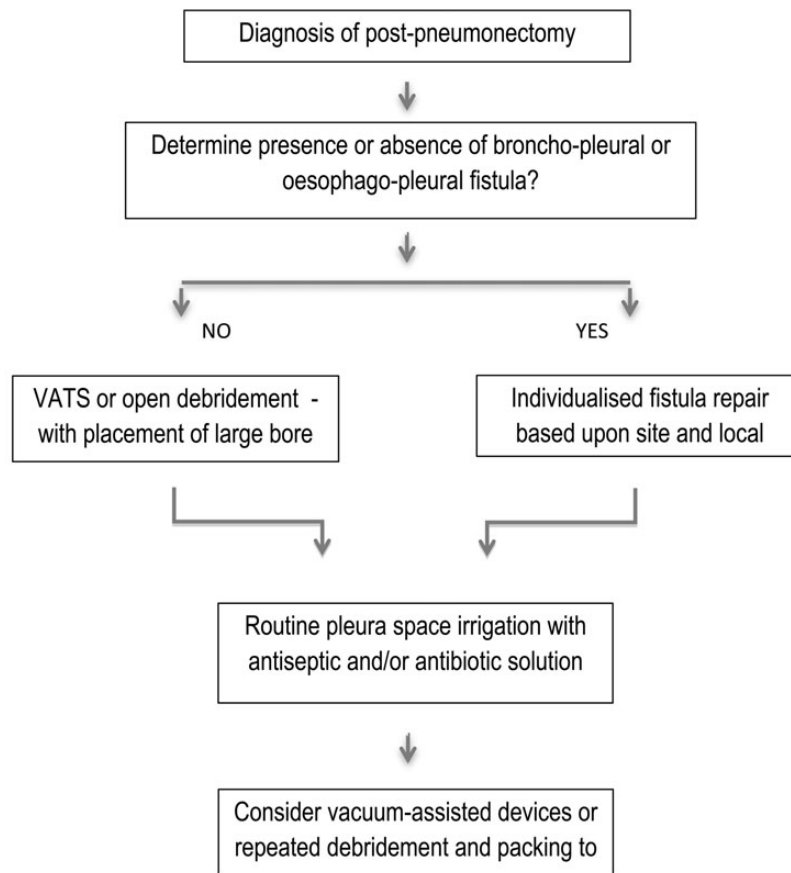 Diagnosis of post-pneumonectomy
Determine presence or absence of broncho-pleural or
oesophago-pleural fistula?
NO
YES
VATS or open debridement -
with placement of large bore
Individualised fistula repair
based upon site and local
Routine pleura space irrigation with
antiseptic and/or antibiotic solution
Consider vacuum-assisted devices or
repeated debridement and packing to